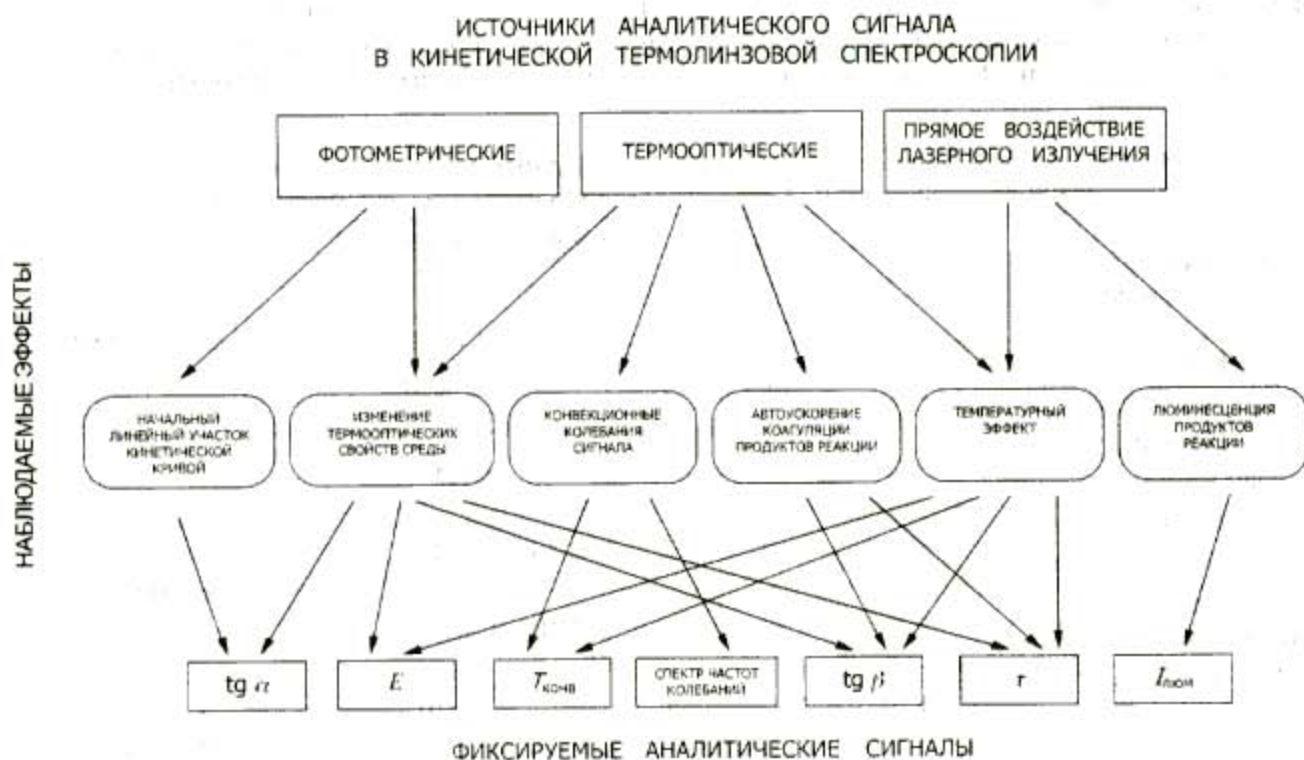 ИСТОЧНИКИ АНАЛИТИЧЕСКОГО СИГНАЛА
В КИНЕТИЧЕСКОЙ ТЕРМОЛИНЗОВОЙ СПЕКТРОСКОПИИ
ФОТОМЕТРИЧЕСКИЕ
ТЕРМООПТИЧЕСКИЕ
ПРЯМОЕ ВОЗДЕЙСТВИЕ
ЛАЗЕРНОГО ИЗЛУЧЕНИЯ
НАБЛЮДАЕМЫЕ ЭФФЕКТЫ
НАЧАЛЬНЫЙ
ЛИНЕЙНЫЙ УЧАСТОК
КИНЕТИЧЕСКОЙ
КРИВОЙ
ИЗМЕНЕНИЕ
ТЕРМООПТИЧЕСКИХ
СВОЙСТВ СРЕДЫ
КОНВЕКЦИОННЫЕ
КОЛЕБАНИЯ
СИГНАЛА
АВТОУСКОРЕНИЕ
КОАГУЛЯЦИИ
ПРОДУКТОВ РЕАКЦИИ
ТЕМПЕРАТУРНЫЙ
ЭФФЕКТ
ЛЮМИНЕСЦЕНЦИЯ
ПРОДУКТОВ
РЕАКЦИИ
tg α
E
Tконв
СПЕКТР ЧАСТОТ
КОЛЕБАНИЙ
tg β
τ
Iлюм
ФИКСИРУЕМЫЕ АНАЛИТИЧЕСКИЕ СИГНАЛЫ